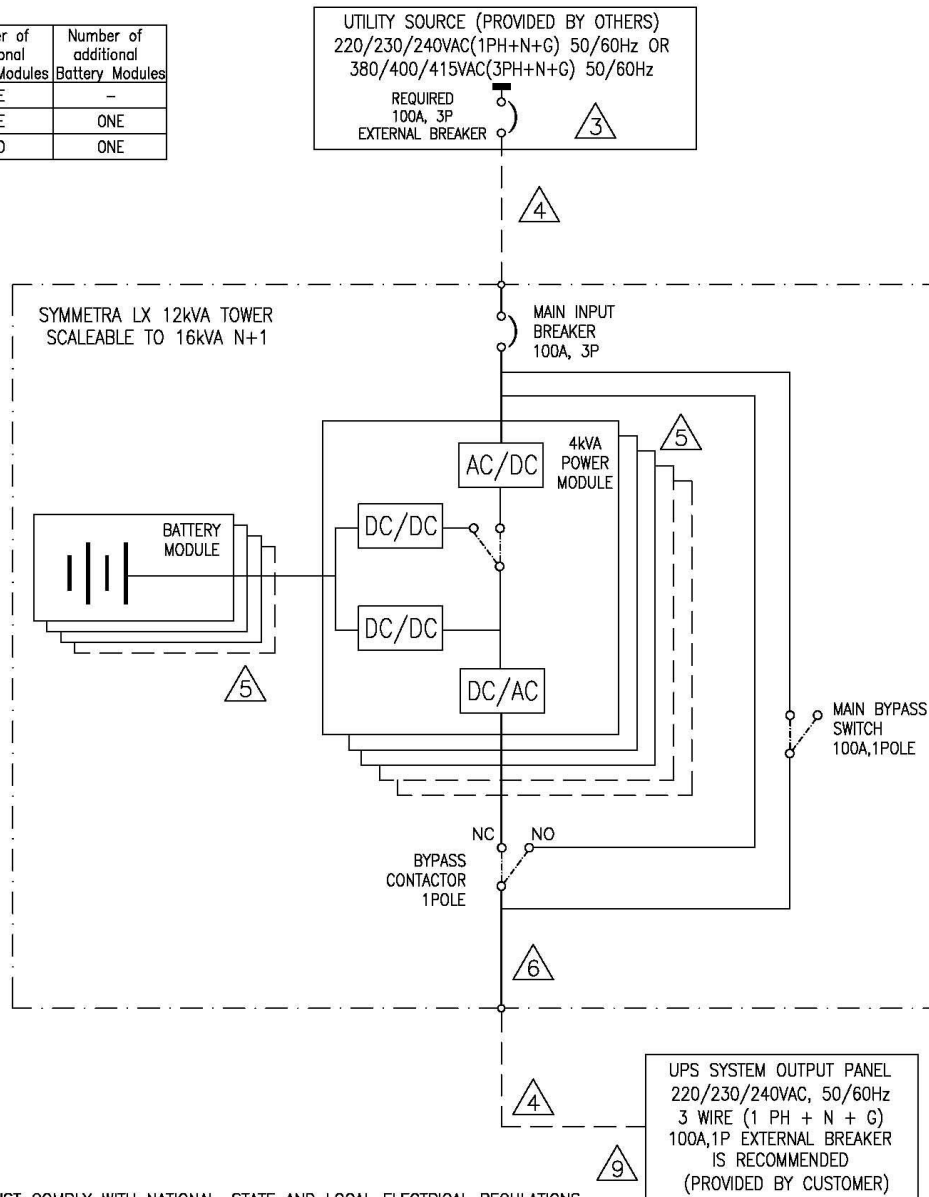 r of Number of
onal additional
Modules Battery Modules
E –
E ONE
O ONE
UTILITY SOURCE (PROVIDED BY OTHERS)
220/230/240VAC(1PH+N+G) 50/60Hz OR
380/400/415VAC(3PH+N+G) 50/60Hz
REQUIRED
100A, 3P
EXTERNAL BREAKER
3
4
SYMMETRA LX 12kVA TOWER
SCALEABLE TO 16kVA N+1
MAIN INPUT
BREAKER
100A, 3P
5
4kVA
POWER
MODULE
AC/DC
DC/DC
BATTERY
MODULE
DC/DC
5
DC/AC
MAIN BYPASS
SWITCH
100A,1POLE
NC NO
BYPASS
CONTACTOR
1POLE
6
4
9
UPS SYSTEM OUTPUT PANEL
220/230/240VAC, 50/60Hz
3 WIRE (1 PH + N + G)
100A,1P EXTERNAL BREAKER
IS RECOMMENDED
(PROVIDED BY CUSTOMER)
UST COMPLY WITH NATIONAL, STATE AND LOCAL ELECTRICAL REGULATIONS